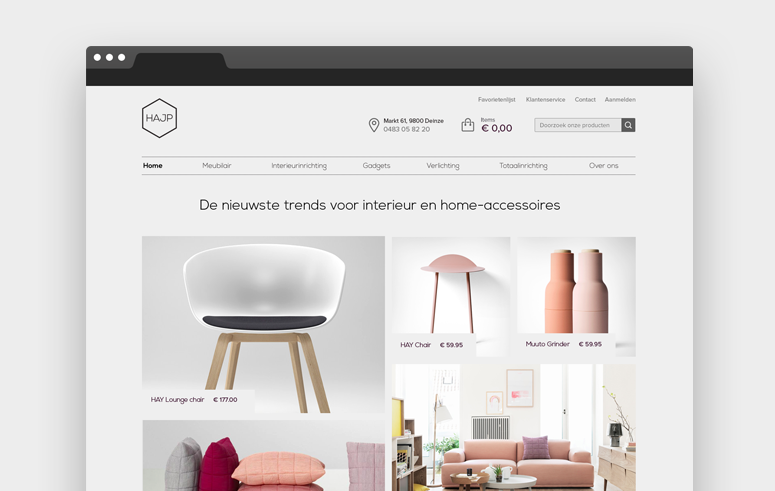 Favorietenlijst Klantenservice Contact Aanmelden
HAJP
Markt 61, 9800 Deinze
0483 05 82 20
Items
€ 0,00
Doorzoek onze producten
Home Meubilair Interieurinrichting Gadgets Verlichting Totaalinrichting Over ons
De nieuwste trends voor interieur en home-accessoires
HAY Chair € 59.95
Muuto Grinder € 59.95
HAY Lounge chair € 177.00